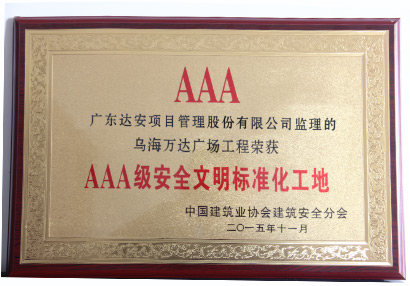 AAA
广东达安项目管理股份有限公司监理的
乌海万达广场工程荣获
AAA级安全文明标准化工地
中国建筑业协会建筑安全分会
二〇一五年十一月